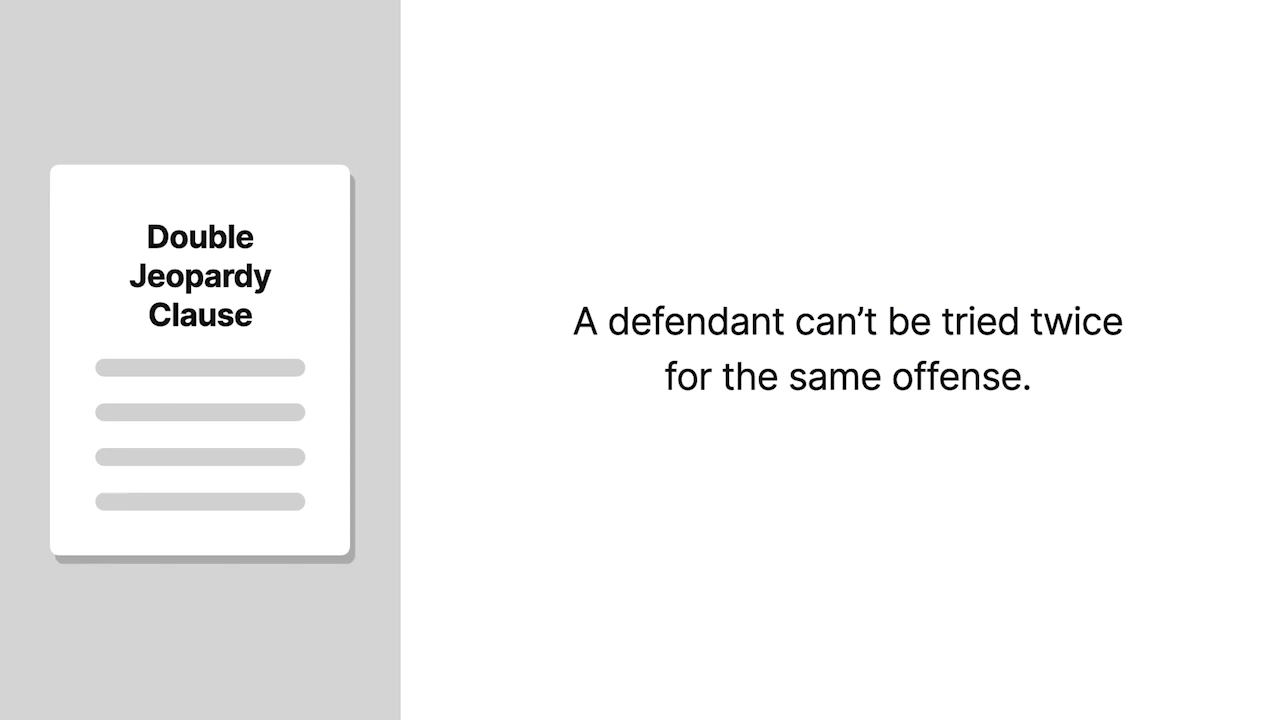 Double
Jeopardy
Clause
A defendant can’t be tried twice
for the same offense.